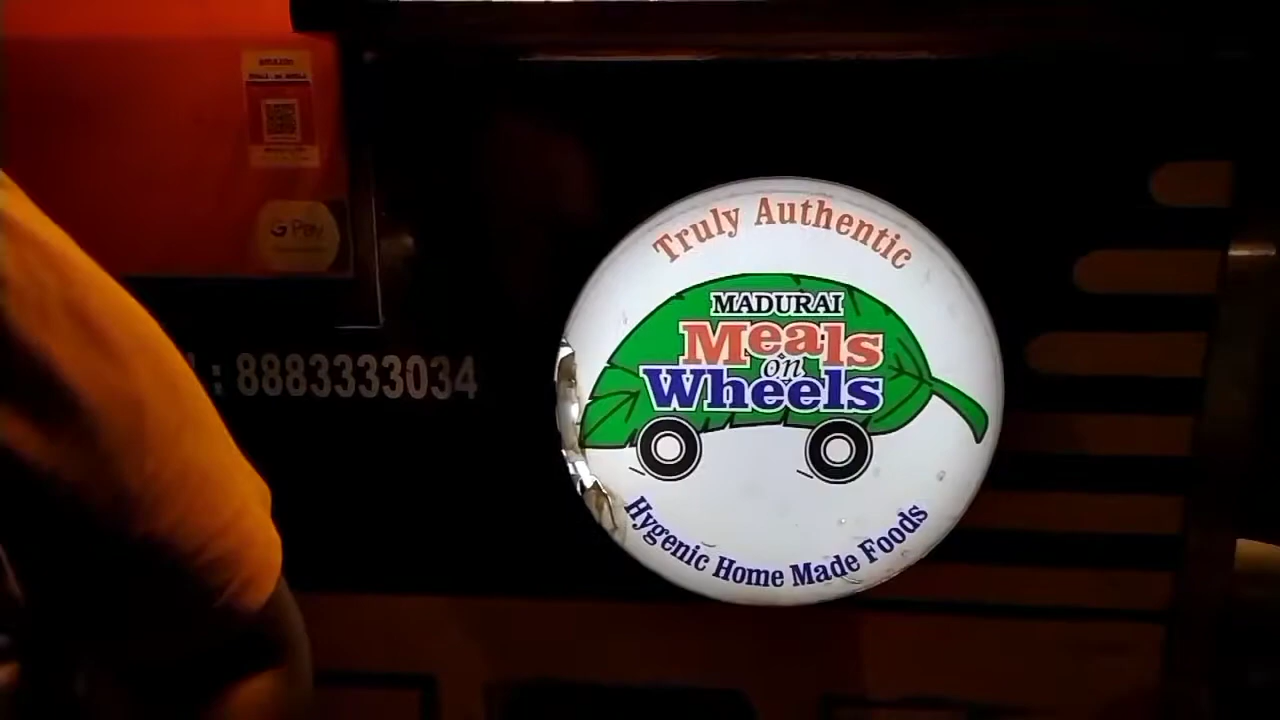 G Pay
: 8883333034
Truly Authentic
MADURAI
Meals
on
Wheels
Hygenic Home Made Foods